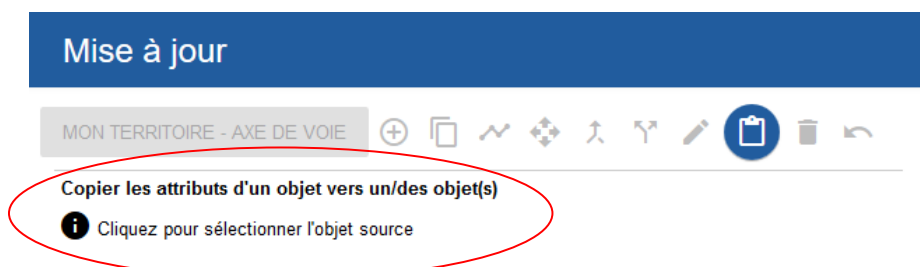 Mise à jour
MON TERRITOIRE - AXE DE VOIE
Copier les attributs d'un objet vers un/des objet(s)
Cliquez pour sélectionner l'objet source